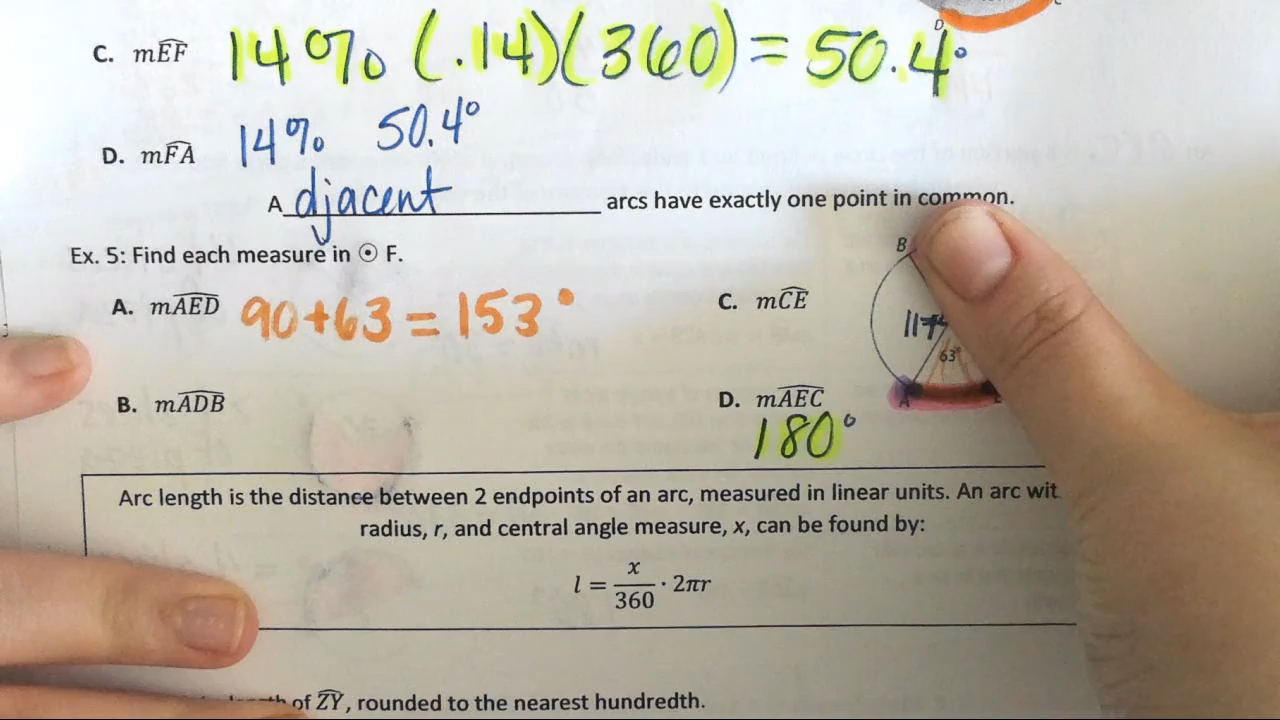 D
C. mEF 14% (.14)(360) = 50.4°
D. mFA 14% 50.4°
Adjacent arcs have exactly one point in common.
Ex. 5: Find each measure in ⊙ F.
B
A. mAED 90+63=153°
C. mCE
117
63°
B. mADB
D. mAEC
A
180°
Arc length is the distance between 2 endpoints of an arc, measured in linear units. An arc wit
radius, r, and central angle measure, x, can be found by:
l = x/360 · 2πr
of ZY, rounded to the nearest hundredth.